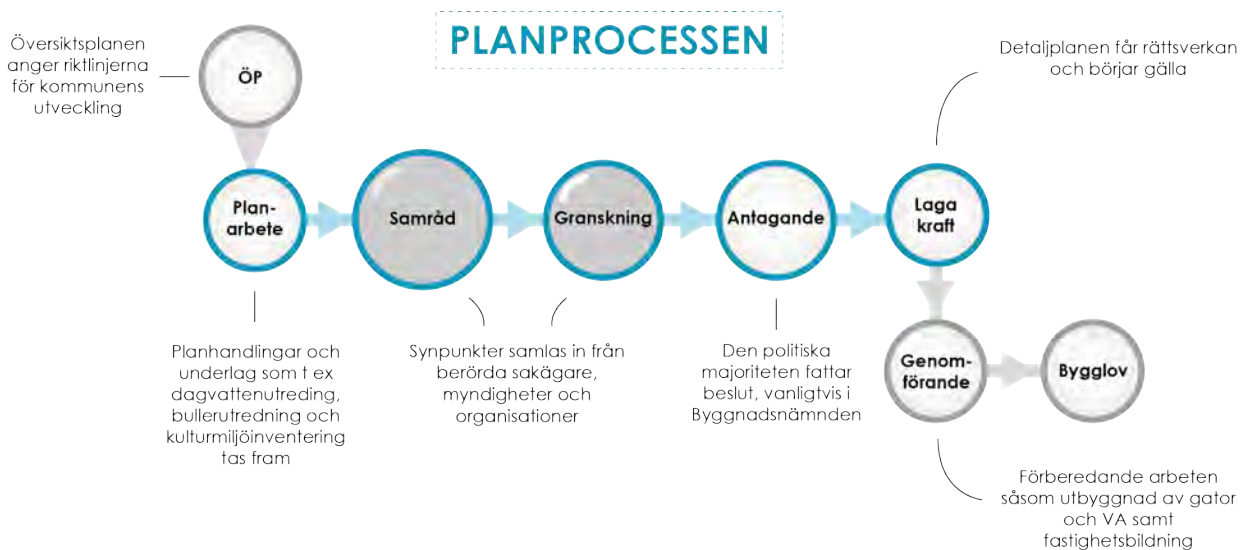 PLANPROCESSEN
Översiktsplanen
anger riktlinjerna
för kommunens
utveckling
ÖP
Detaljplanen får rättsverkan
och börjar gälla
Plan-
arbete
Samråd
Granskning
Antagande
Laga
kraft
Planhandlingar och
underlag som t ex
dagvattenutreding,
bullerutredning och
kulturmiljöinventering
tas fram
Synpunkter samlas in från
berörda sakägare,
myndigheter och
organisationer
Den politiska
majoriteten fattar
beslut, vanligtvis i
Byggnadsnämnden
Genom-
förande
Bygglov
Förberedande arbeten
såsom utbyggnad av gator
och VA samt
fastighetsbildning